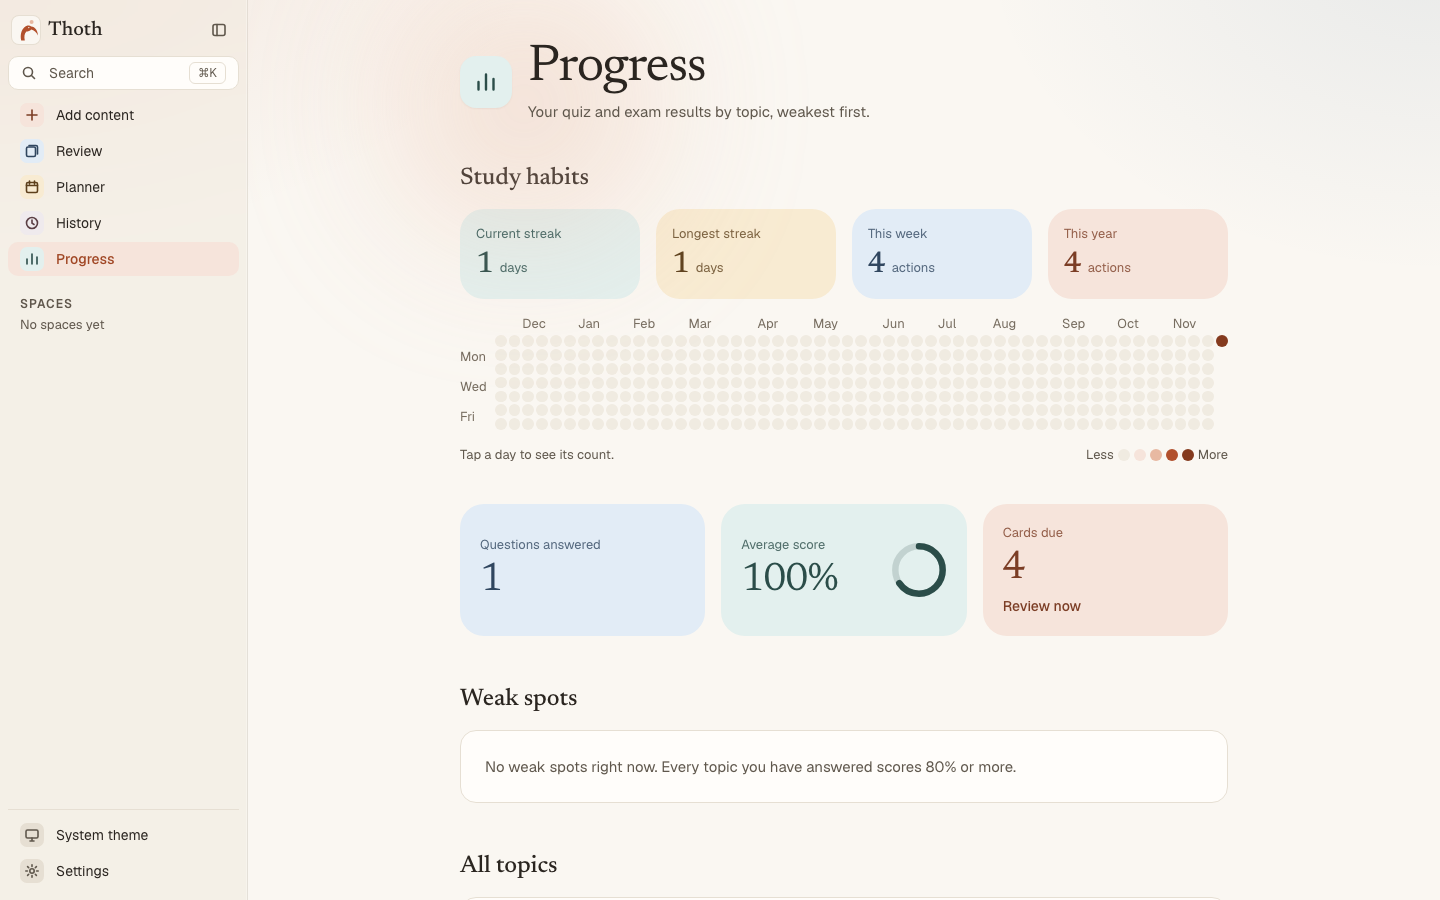 Thoth
Search ⌘K
Add content
Review
Planner
History
Progress
SPACES
No spaces yet
System theme
Settings
Progress
Your quiz and exam results by topic, weakest first.
Study habits
Current streak
1 days
Longest streak
1 days
This week
4 actions
This year
4 actions
Dec Jan Feb Mar Apr May Jun Jul Aug Sep Oct Nov
Mon
Wed
Fri
Tap a day to see its count.
Less More
Questions answered
1
Average score
100%
Cards due
4
Review now
Weak spots
No weak spots right now. Every topic you have answered scores 80% or more.
All topics